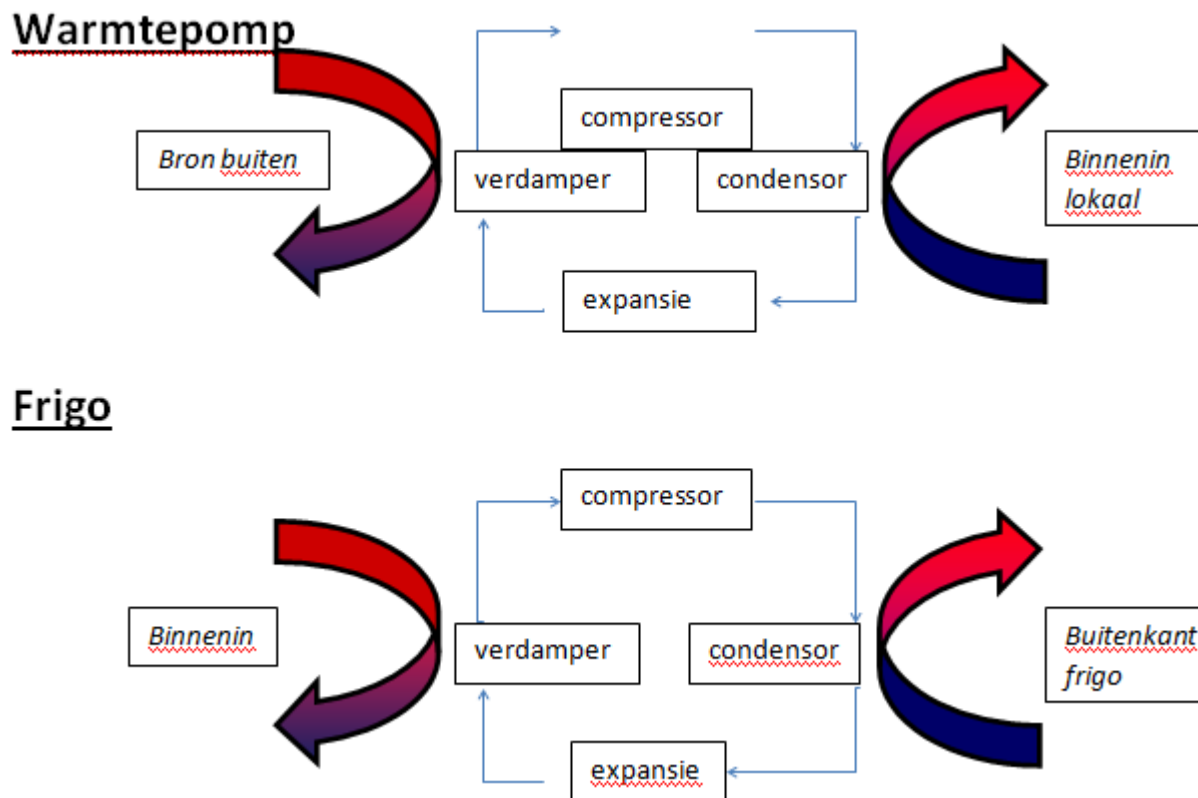 Warmtepomp
compressor
Bron buiten
verdamper
condensor
Binnenin
lokaal
expansie
Frigo
compressor
Binnenin
verdamper
condensor
Buitenkant
frigo
expansie